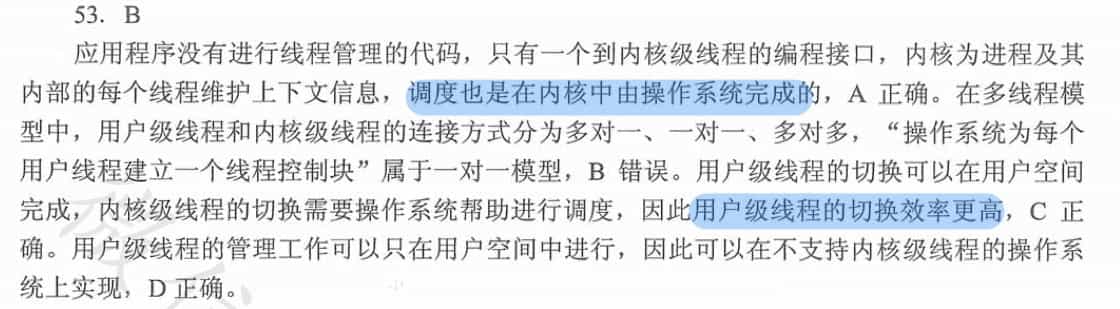 53. B
应用程序没有进行线程管理的代码，只有一个到内核级线程的编程接口，内核为进程及其
内部的每个线程维护上下文信息，调度也是在内核中由操作系统完成的，A 正确。在多线程模
型中，用户级线程和内核级线程的连接方式分为多对一、一对一、多对多，“操作系统为每个
用户线程建立一个线程控制块”属于一对一模型，B 错误。用户级线程的切换可以在用户空间
完成，内核级线程的切换需要操作系统帮助进行调度，因此用户级线程的切换效率更高，C 正
确。用户级线程的管理工作可以只在用户空间中进行，因此可以在不支持内核级线程的操作系
统上实现，D 正确。